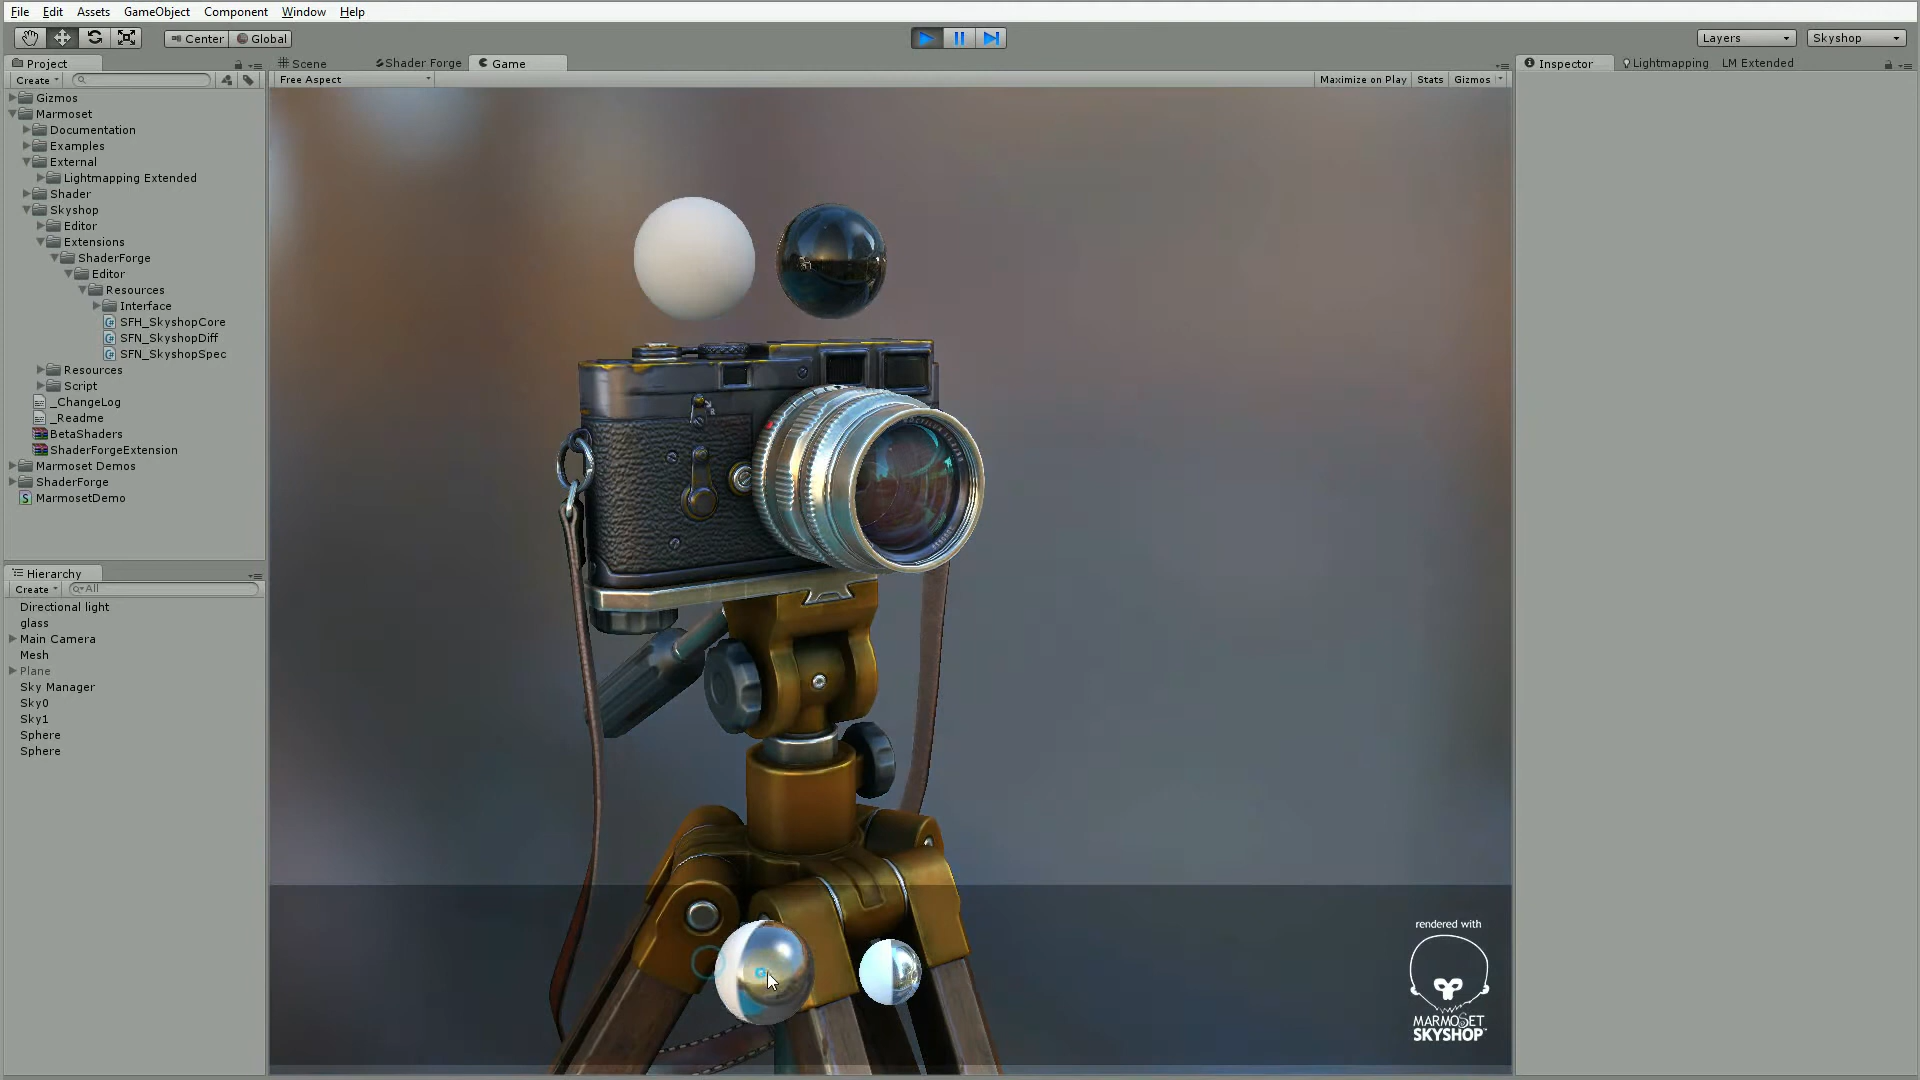 File Edit Assets GameObject Component Window Help
Center Global
Layers
Skyshop
Project
Scene
Shader Forge
Game
Inspector
Lightmapping
LM Extended
Create
Free Aspect
Maximize on Play Stats Gizmos
Gizmos
Marmoset
Documentation
Examples
External
Lightmapping Extended
Shader
Skyshop
Editor
Extensions
ShaderForge
Editor
Resources
Interface
SFH_SkyshopCore
SFN_SkyshopDiff
SFN_SkyshopSpec
Resources
Script
_ChangeLog
_Readme
BetaShaders
ShaderForgeExtension
Marmoset Demos
ShaderForge
MarmosetDemo
Hierarchy
Create All
Directional light
glass
Main Camera
Mesh
Plane
Sky Manager
Sky0
Sky1
Sphere
Sphere
rendered with
MARMOSET
SKYSHOP